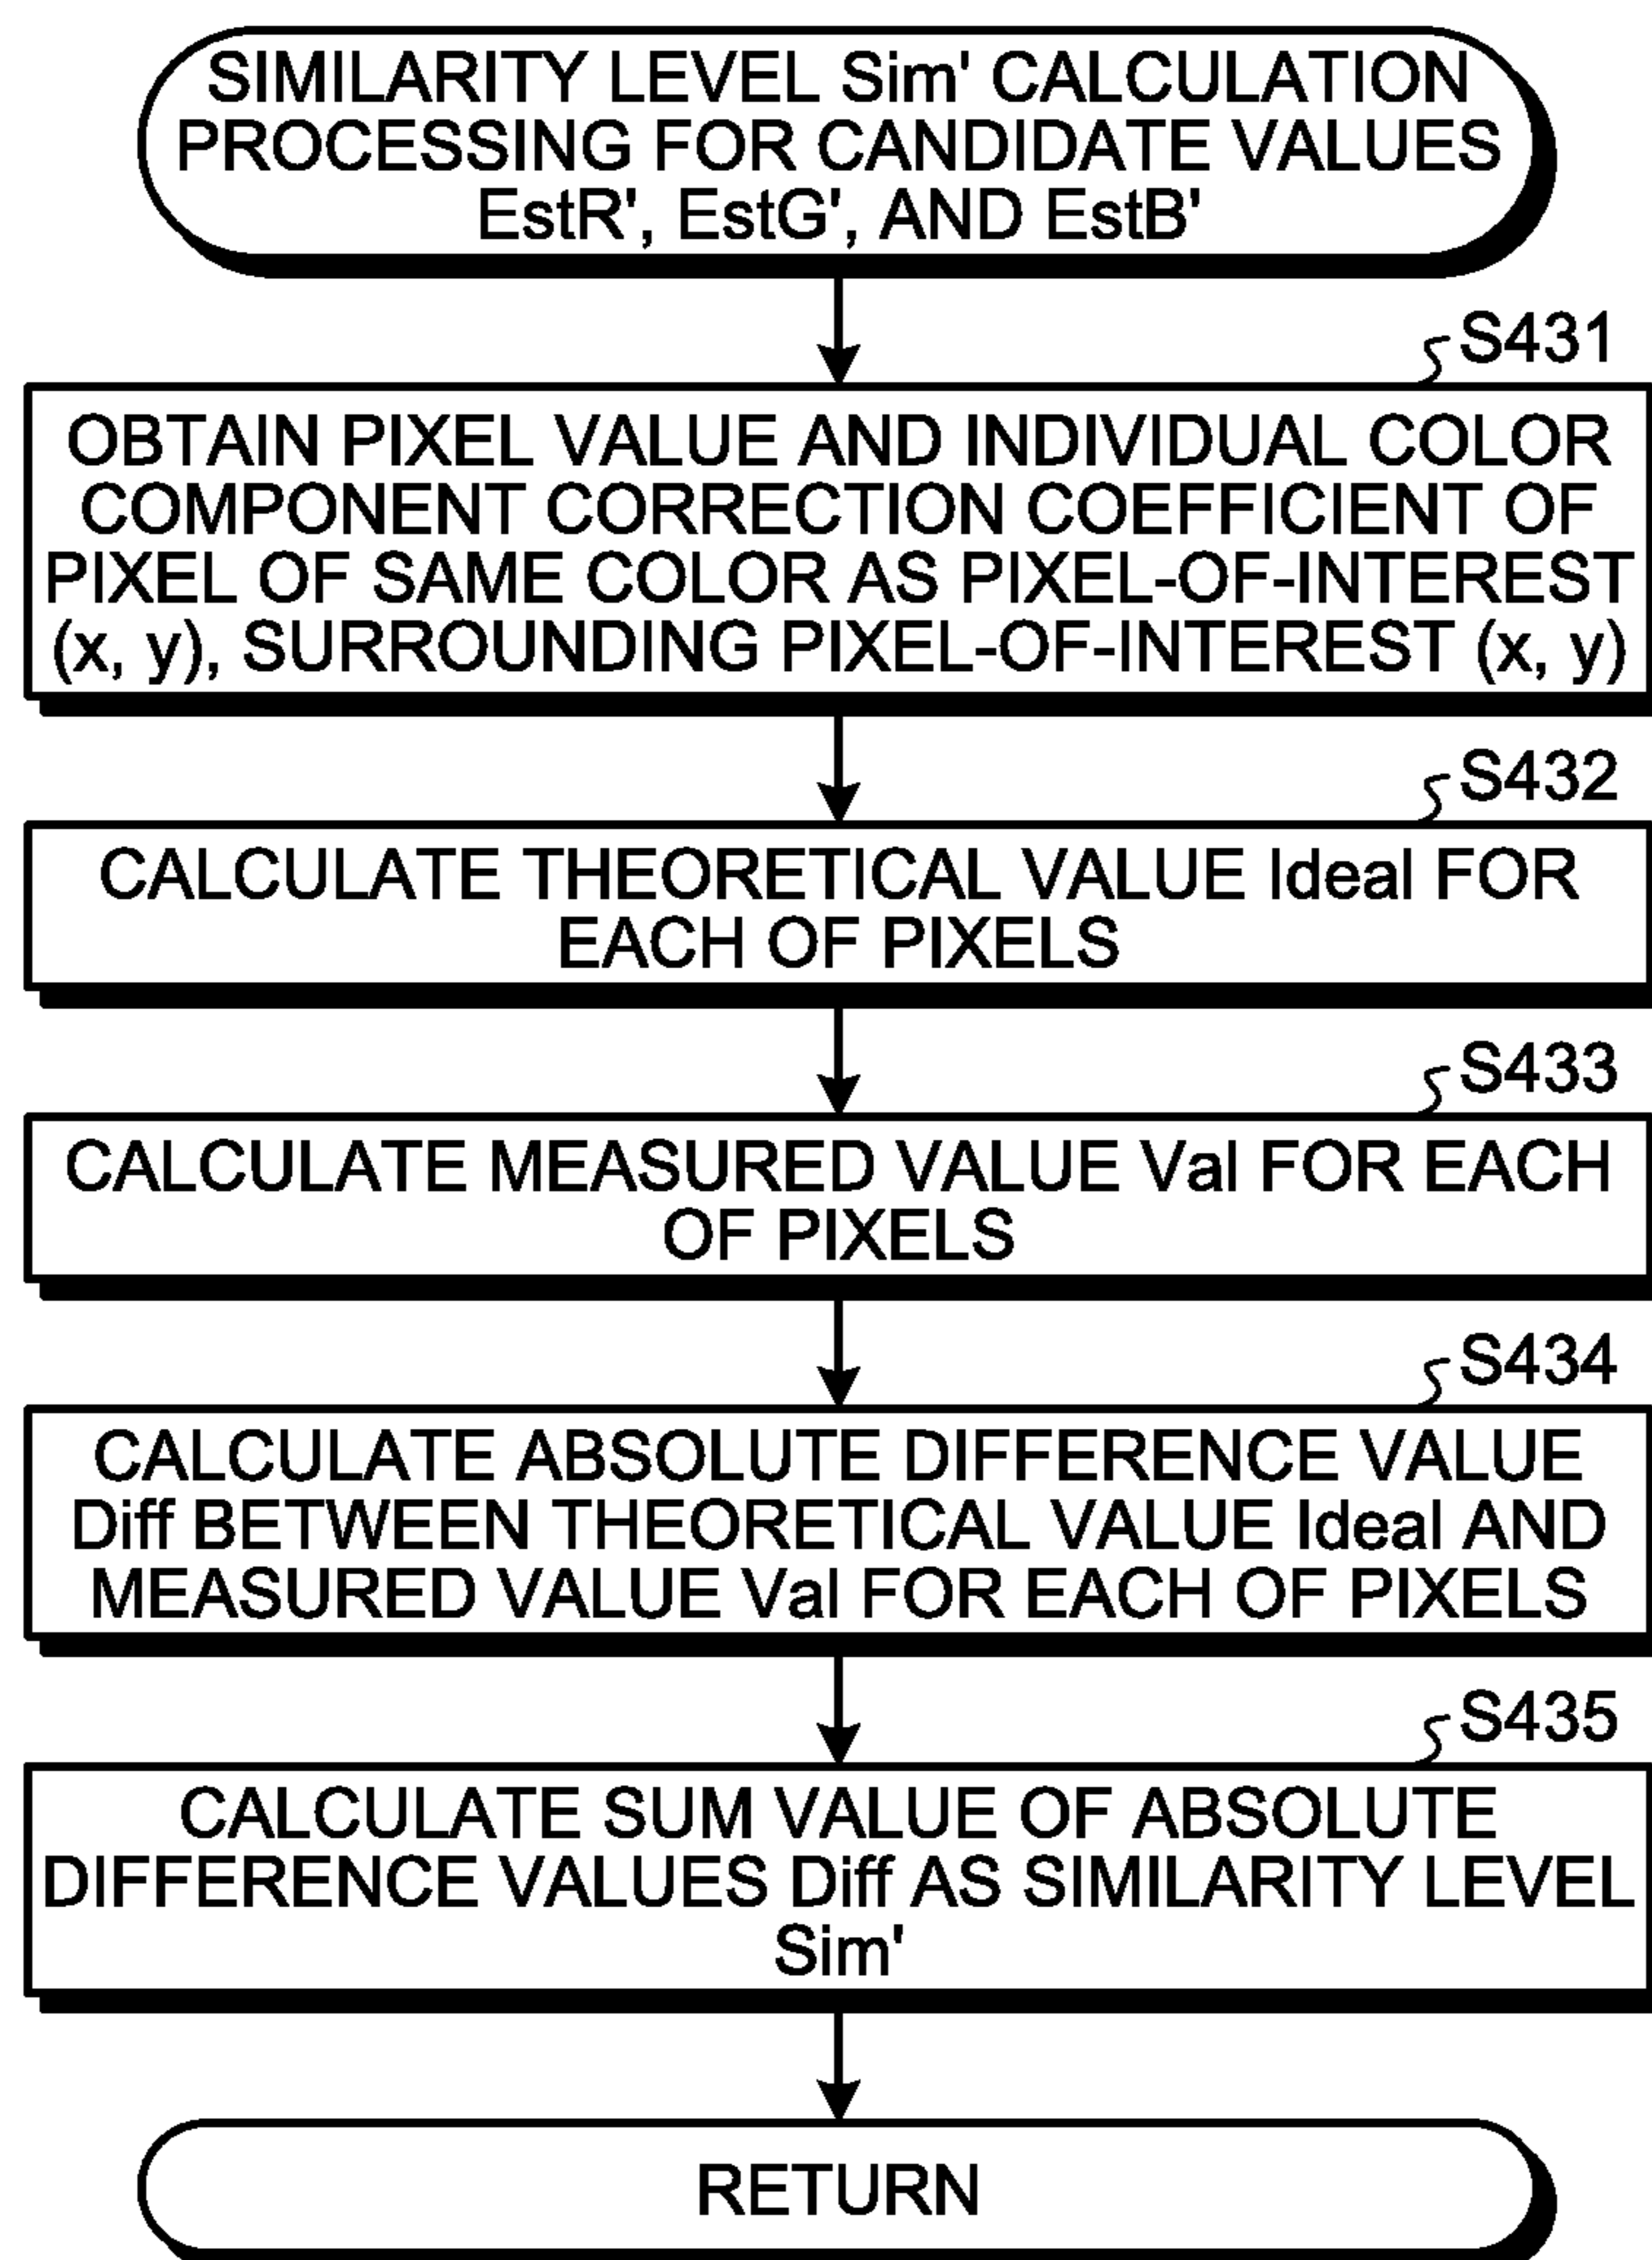 SIMILARITY LEVEL Sim' CALCULATION
PROCESSING FOR CANDIDATE VALUES
EstR', EstG', AND EstB'
S431
OBTAIN PIXEL VALUE AND INDIVIDUAL COLOR
COMPONENT CORRECTION COEFFICIENT OF
PIXEL OF SAME COLOR AS PIXEL-OF-INTEREST
(x, y), SURROUNDING PIXEL-OF-INTEREST (x, y)
S432
CALCULATE THEORETICAL VALUE Ideal FOR
EACH OF PIXELS
S433
CALCULATE MEASURED VALUE Val FOR EACH
OF PIXELS
S434
CALCULATE ABSOLUTE DIFFERENCE VALUE
Diff BETWEEN THEORETICAL VALUE Ideal AND
MEASURED VALUE Val FOR EACH OF PIXELS
S435
CALCULATE SUM VALUE OF ABSOLUTE
DIFFERENCE VALUES Diff AS SIMILARITY LEVEL
Sim'
RETURN